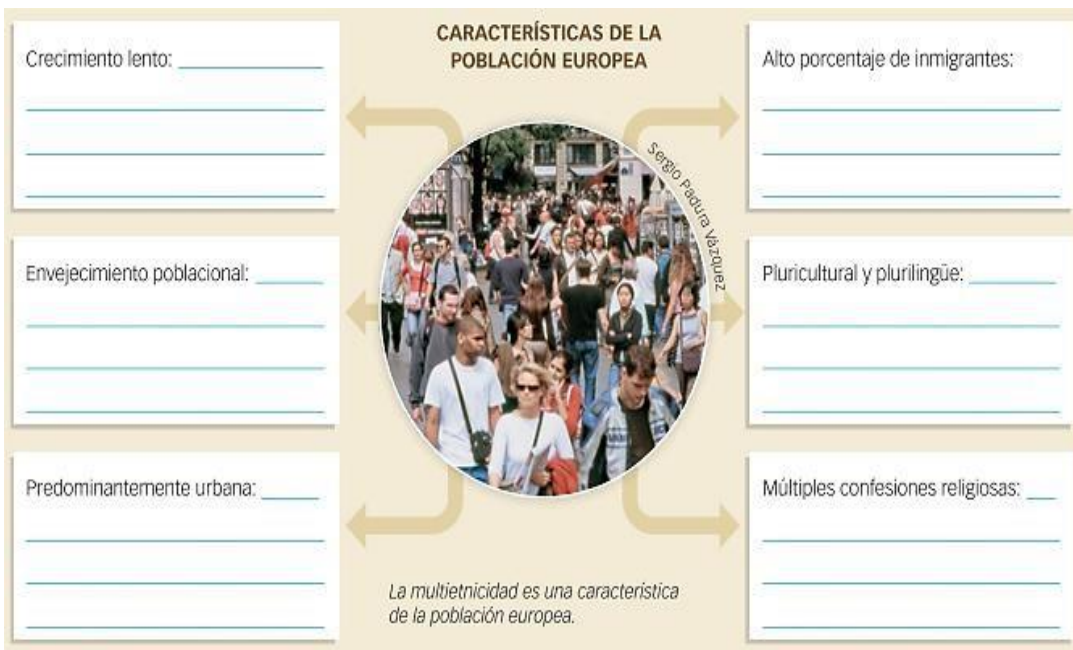 CARACTERÍSTICAS DE LA
POBLACIÓN EUROPEA
Crecimiento lento:
Envejecimiento poblacional:
Predominantemente urbana:
Alto porcentaje de inmigrantes:
Pluricultural y plurilingüe:
Múltiples confesiones religiosas:
Sergio Padura Vázquez
La multietnicidad es una característica
de la población europea.